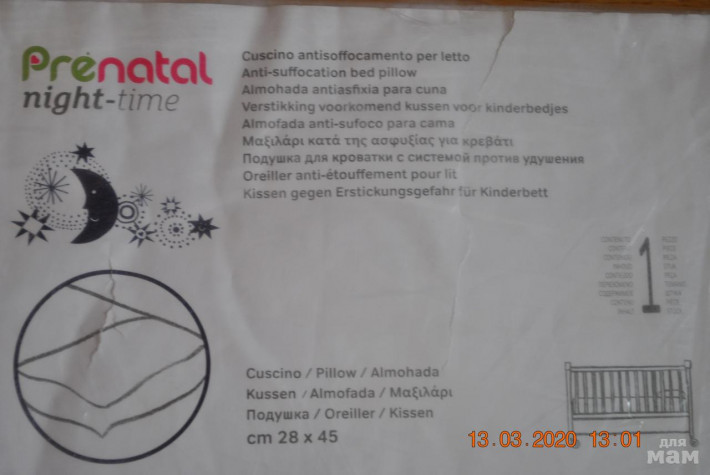 Prénatal
night-time
Cuscino antisoffocamento per letto
Anti-suffocation bed pillow
Almohada antiasfixia para cuna
Verstikking voorkomend kussen voor kinderbedjes
Almofada anti-sufoco para cama
Μαξιλάρι κατά της ασφυξίας για κρεβάτι
Подушка для кроватки с системой против удушения
Oreiller anti-étouffement pour lit
Kissen gegen Erstickungsgefahr für Kinderbett
1
Cuscino / Pillow / Almohada
Kussen / Almofada / Μαξιλάρι
Подушка / Oreiller / Kissen
cm 28 x 45
13.03.2020 13:01
для
мам